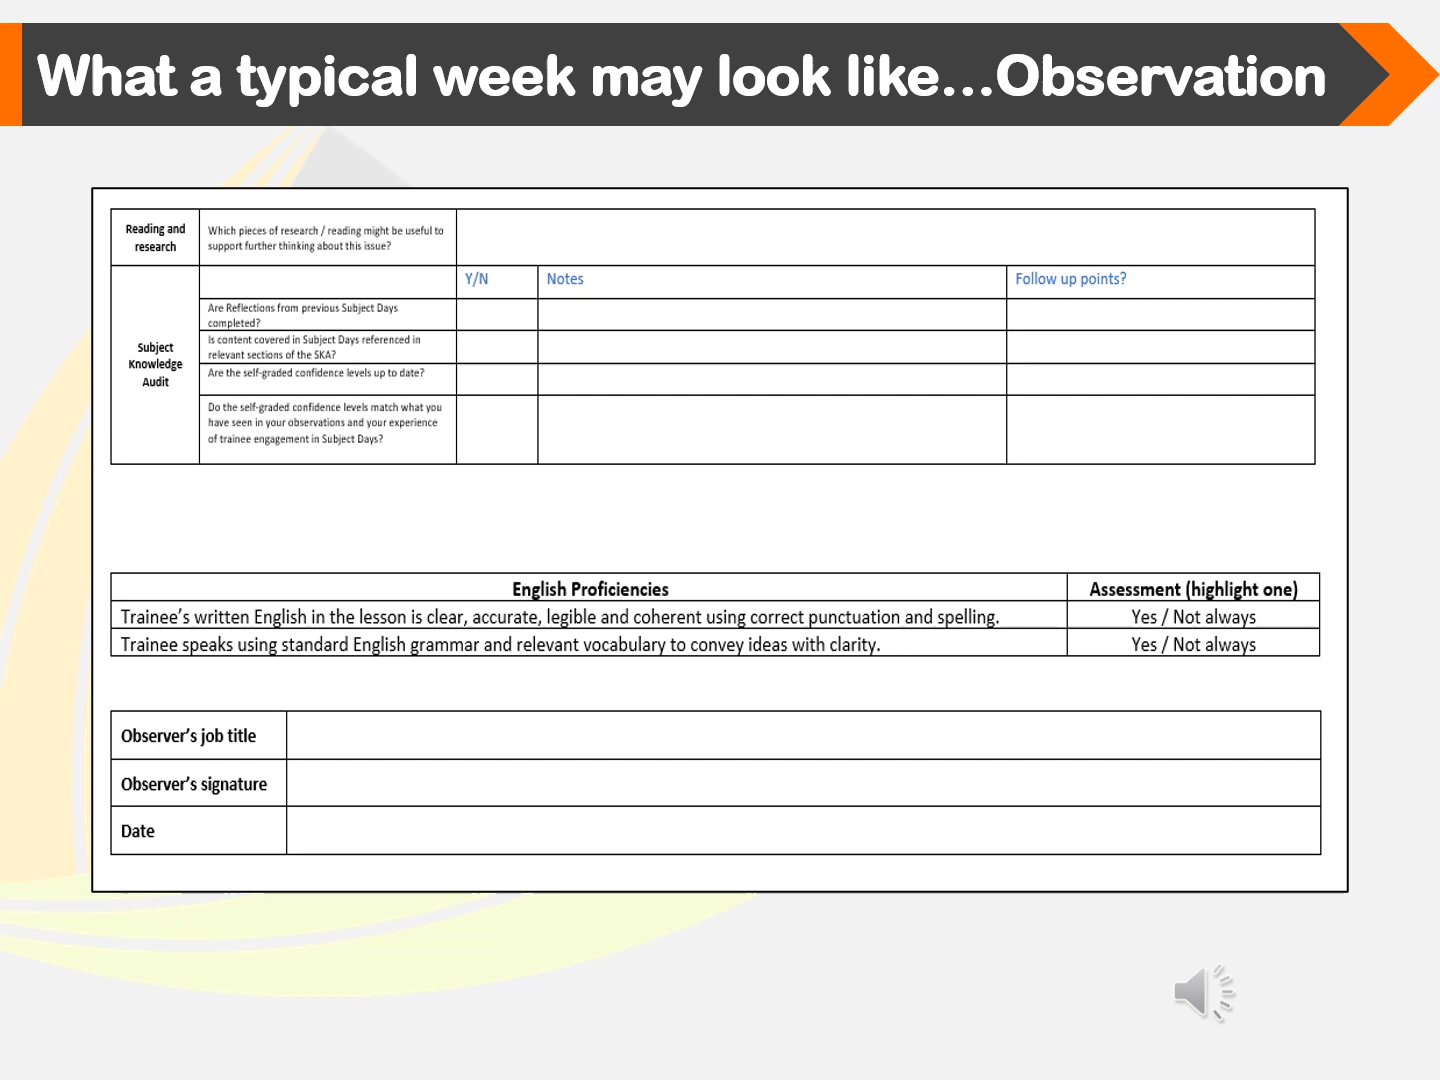 What a typical week may look like...Observation
Reading and
research
Which pieces of research / reading might be useful to
support further thinking about this issue?
Y/N
Notes
Follow up points?
Subject
Knowledge
Audit
Are Reflections from previous Subject Days
completed?
Is content covered in Subject Days referenced in
relevant sections of the SKA?
Are the self-graded confidence levels up to date?
Do the self-graded confidence levels match what you
have seen in your observations and your experience
of trainee engagement in Subject Days?
English Proficiencies
Assessment (highlight one)
Trainee’s written English in the lesson is clear, accurate, legible and coherent using correct punctuation and spelling.
Yes / Not always
Trainee speaks using standard English grammar and relevant vocabulary to convey ideas with clarity.
Yes / Not always
Observer’s job title
Observer’s signature
Date